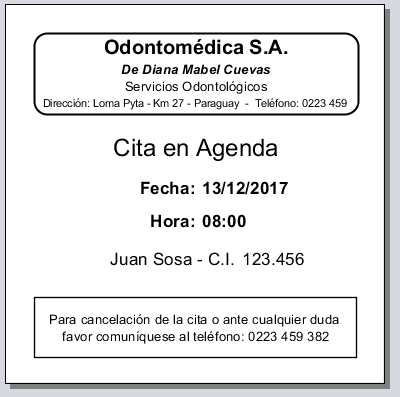 Odontomédica S.A.
De Diana Mabel Cuevas
Servicios Odontológicos
Dirección: Loma Pyta - Km 27 - Paraguay - Teléfono: 0223 459
Cita en Agenda
Fecha: 13/12/2017
Hora: 08:00
Juan Sosa - C.I. 123.456
Para cancelación de la cita o ante cualquier duda
favor comuníquese al teléfono: 0223 459 382